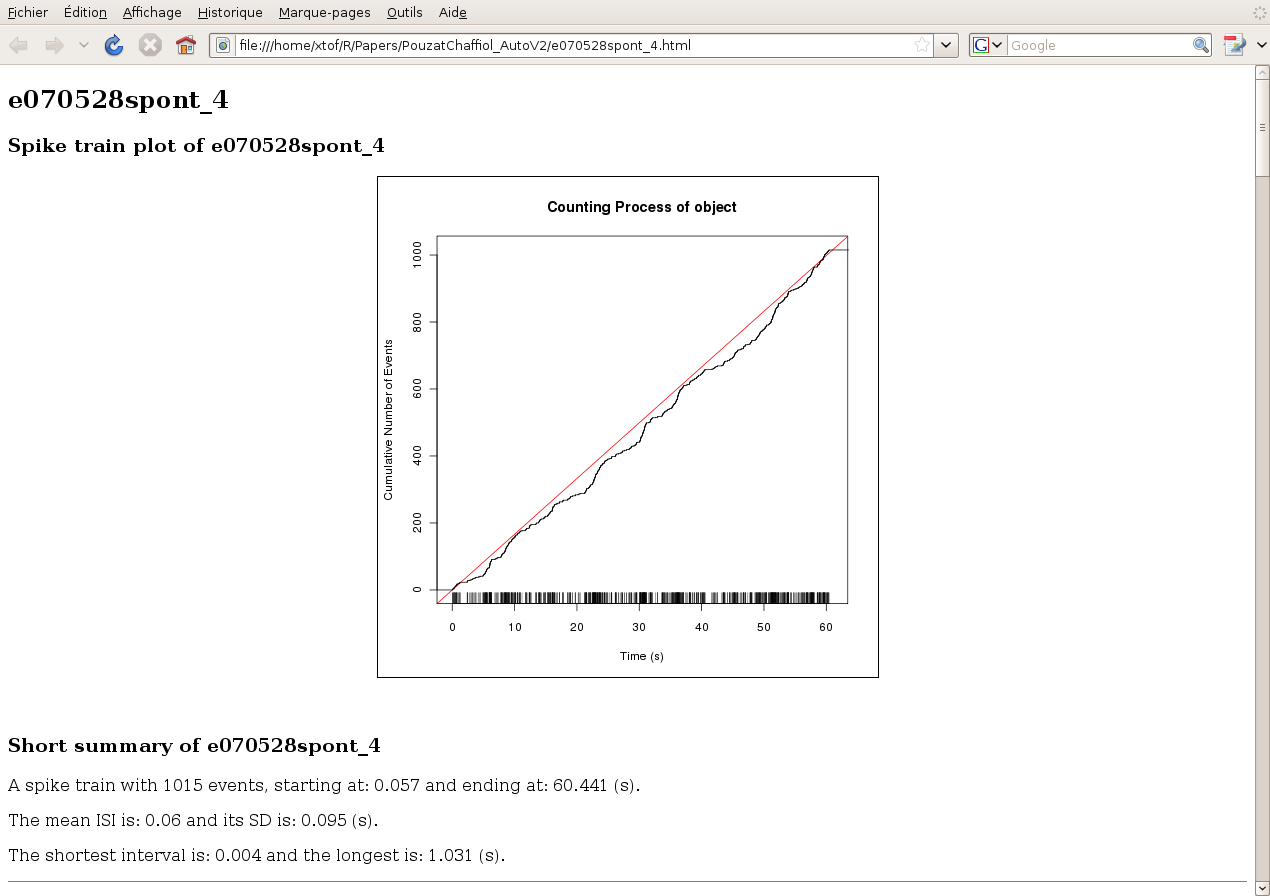 Fichier Édition Affichage Historique Marque-pages Outils Aide
file:///home/xtof/R/Papers/PouzatChaffiol_AutoV2/e070528spont_4.html
G Google
e070528spont_4
Spike train plot of e070528spont_4
Counting Process of object
Cumulative Number of Events
1000
800
600
400
200
0
0 10 20 30 40 50 60
Time (s)
Short summary of e070528spont_4
A spike train with 1015 events, starting at: 0.057 and ending at: 60.441 (s).
The mean ISI is: 0.06 and its SD is: 0.095 (s).
The shortest interval is: 0.004 and the longest is: 1.031 (s).